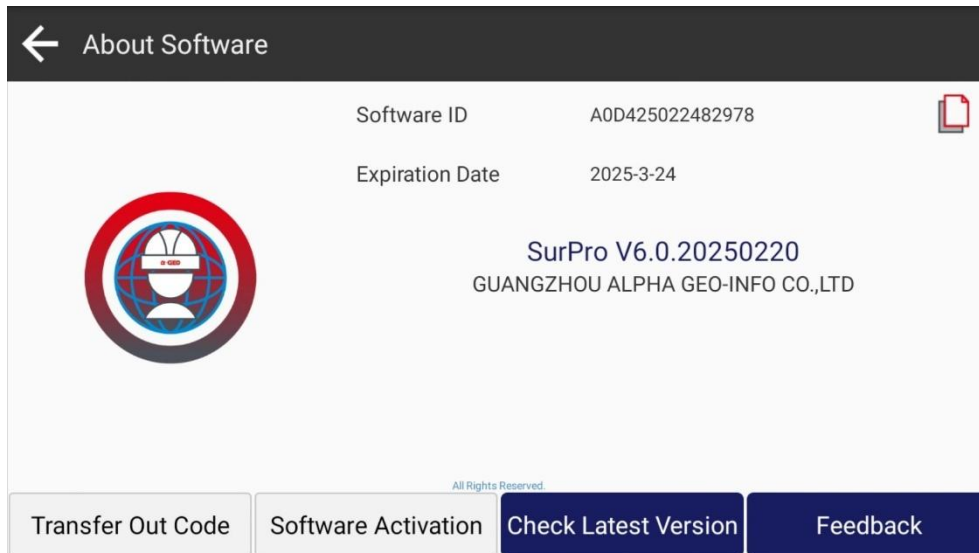 About Software
Software ID A0D425022482978
Expiration Date 2025-3-24
α·GEO
SurPro V6.0.20250220
GUANGZHOU ALPHA GEO-INFO CO.,LTD
All Rights Reserved.
Transfer Out Code Software Activation Check Latest Version Feedback